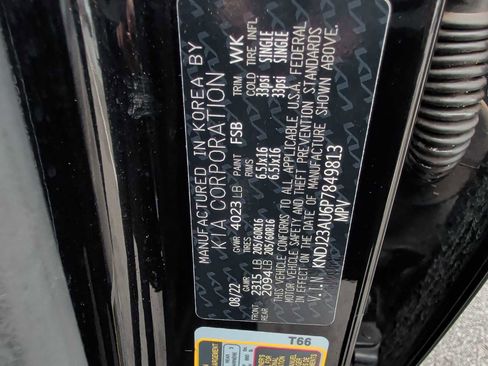 MANUFACTURED IN KOREA BY
KIA CORPORATION
08/22 GVWR 4023 LB PAINT FSB TRIM WK
GAWR TIRES RIMS COLD TIRE INFL
FRONT 2315 LB 205/60R16 6.5Jx16 33psi SINGLE
REAR 2094 LB 205/60R16 6.5Jx16 33psi SINGLE
THIS VEHICLE CONFORMS TO ALL APPLICABLE U.S.A. FEDERAL
MOTOR VEHICLE SAFETY AND THEFT PREVENTION STANDARDS
IN EFFECT ON THE DATE OF MANUFACTURE SHOWN ABOVE.
V.I.N. KNDJ23AU6P7849813
MPV
T66